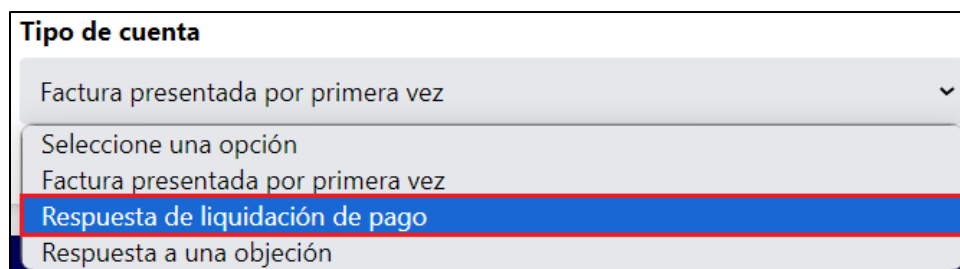 Tipo de cuenta
Factura presentada por primera vez
Seleccione una opción
Factura presentada por primera vez
Respuesta de liquidación de pago
Respuesta a una objeción